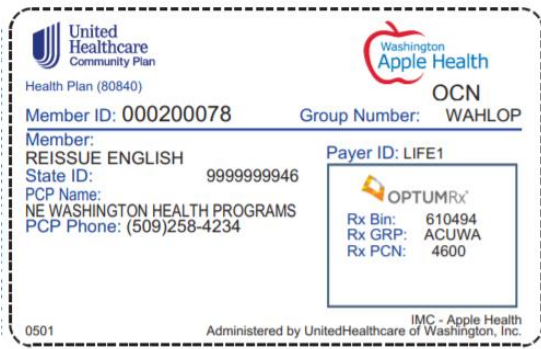 United
Healthcare
Community Plan
Washington
Apple Health
Health Plan (80840)
OCN
Member ID: 000200078
Group Number: WAHLOP
Member:
REISSUE ENGLISH
State ID: 9999999946
PCP Name:
NE WASHINGTON HEALTH PROGRAMS
PCP Phone: (509)258-4234
Payer ID: LIFE1
OPTUMRx®
Rx Bin: 610494
Rx GRP: ACUWA
Rx PCN: 4600
IMC - Apple Health
0501
Administered by UnitedHealthcare of Washington, Inc.